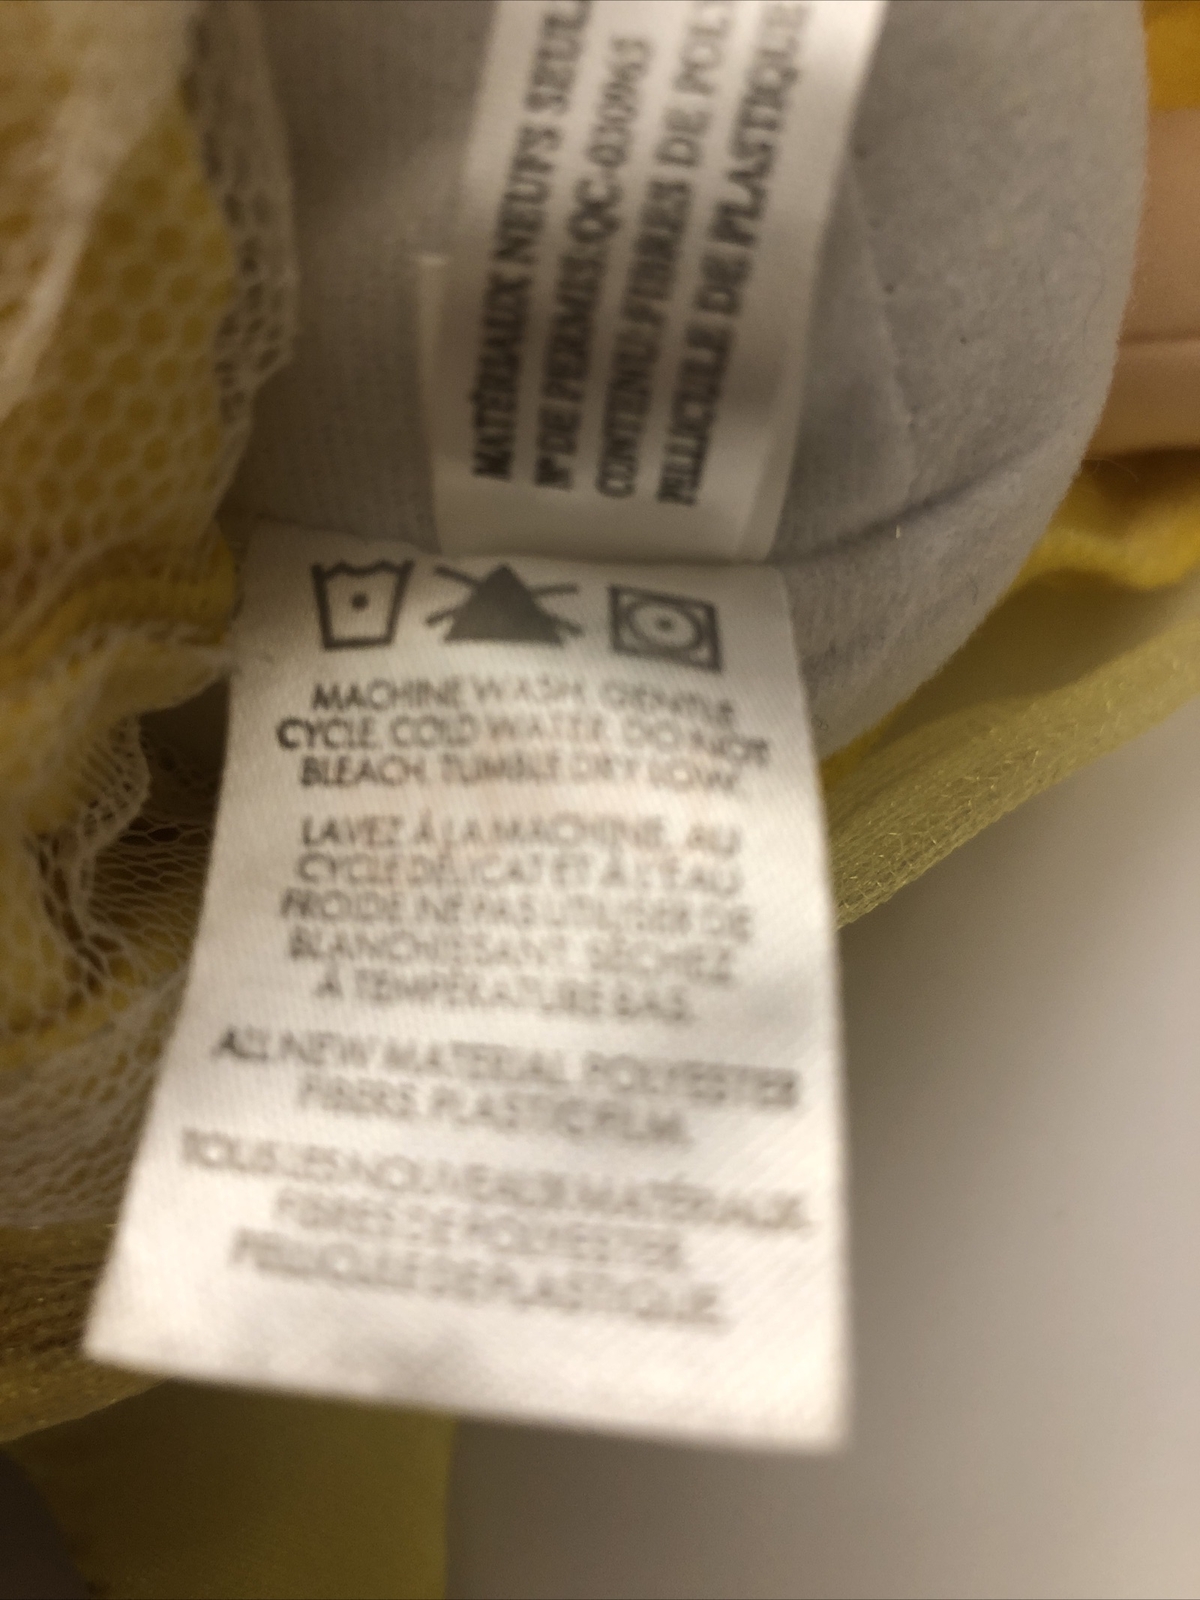 MATÉRIAUX NEUFS SEUL
Nº DE PERMIS:QC-030965
CONTENU:FIBRES DE POLY
PELLICULE DE PLASTIQUE
MACHINE WASH, GENTLE
CYCLE, COLD WATER, DO NOT
BLEACH. TUMBLE DRY LOW.
LAVEZ À LA MACHINE, AU
CYCLE DÉLICAT ET À L'EAU
FROIDE. NE PAS UTILISER DE
BLANCHISSANT. SÉCHEZ
À TEMPÉRATURE BAS.
ALL NEW MATERIAL POLYESTER
FIBERS. PLASTIC FILM.
TOUS LES NOUVEAUX MATÉRIAUX.
FIBRES DE POLYESTER
PELLICULE DE PLASTIQUE.